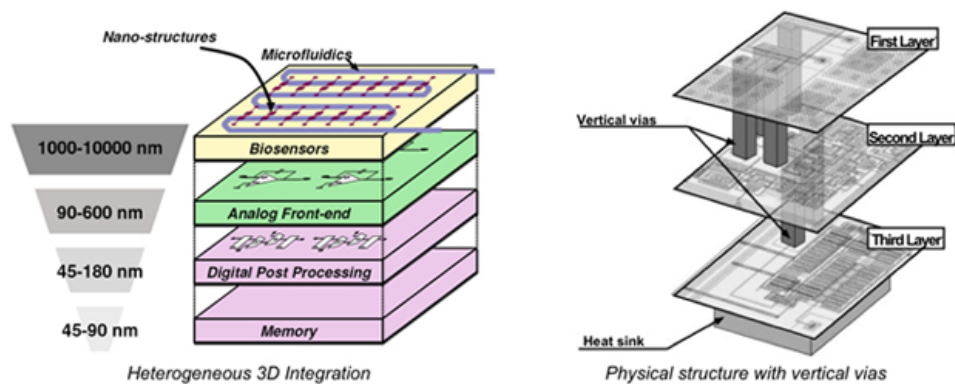 Nano-structures
Microfluidics
1000-10000 nm
Biosensors
90-600 nm
Analog Front-end
45-180 nm
Digital Post Processing
45-90 nm
Memory
Heterogeneous 3D Integration
First Layer
Vertical vias
Second Layer
Third Layer
Heat sink
Physical structure with vertical vias